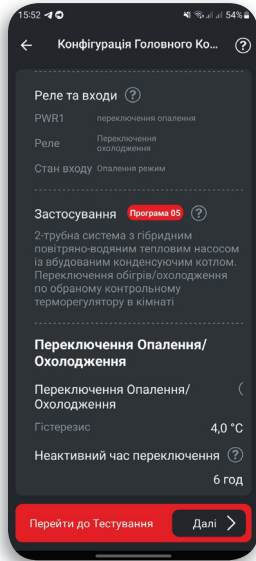 15:52
54%
Конфігурація Головного Ко...
Реле та входи
PWR1 переключення опалення
Реле Переключення
охолодження
Стан входу Опалення режим
Застосування Програма 05
2-трубна система з гібридним
повітряно-водяним тепловим насосом
із вбудованим конденсуючим котлом.
Переключення обігрів/охолодження
по обраному контрольному
терморегулятору в кімнаті
Переключення Опалення/
Охолодження
Переключення Опалення/
Охолодження
Гістерезис 4,0 °C
Неактивний час переключення
6 год
Перейти до Тестування Далі